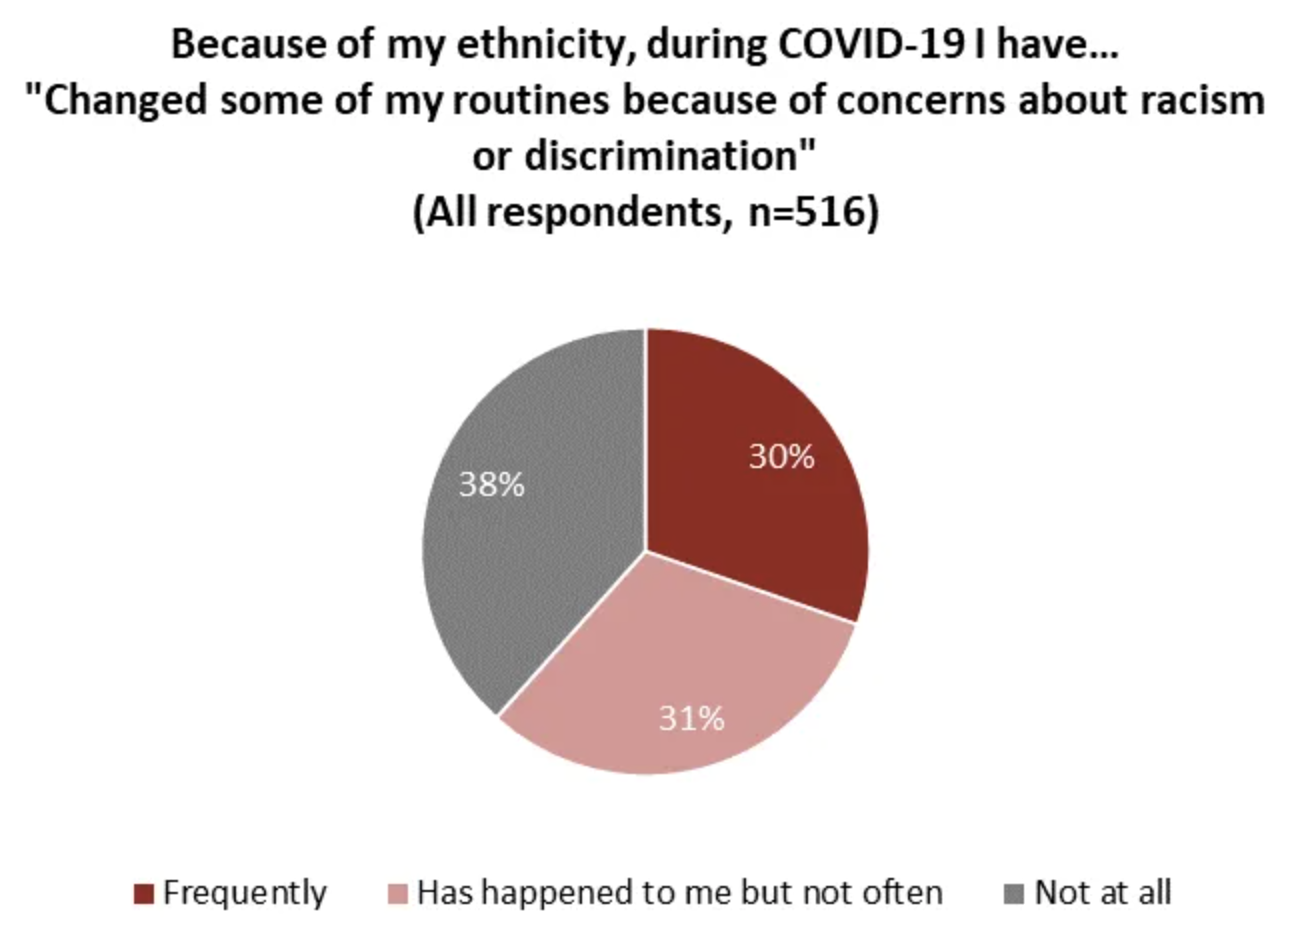 Because of my ethnicity, during COVID-19 I have...
"Changed some of my routines because of concerns about racism
or discrimination"
(All respondents, n=516)
30%
38%
31%
Frequently
Has happened to me but not often
Not at all